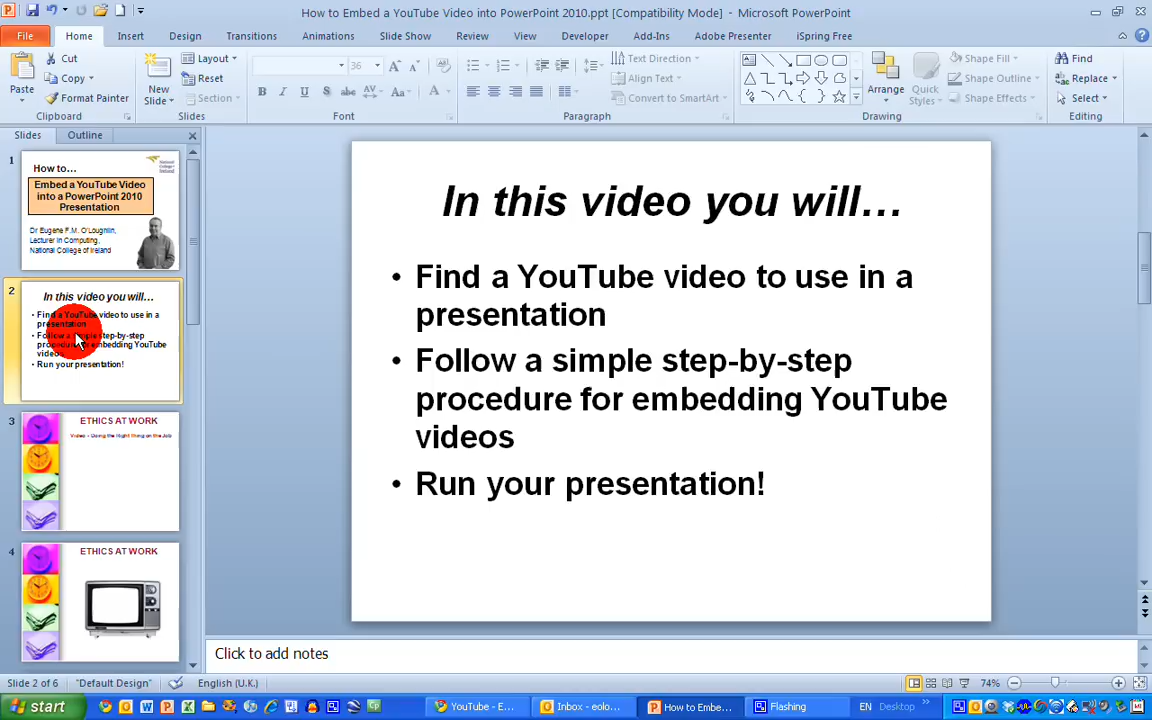 How to Embed a YouTube Video into PowerPoint 2010.ppt [Compatibility Mode] - Microsoft PowerPoint
File Home Insert Design Transitions Animations Slide Show Review View Developer Add-Ins Adobe Presenter iSpring Free
Cut Layout Text Direction Shape Fill Find
36
Copy Reset Align Text Shape Outline Replace
Paste New Slide Arrange Quick Styles
Format Painter Section Convert to SmartArt Shape Effects Select
Clipboard Slides Font Paragraph Drawing Editing
Slides Outline
1
How to...
Embed a YouTube Video
into a PowerPoint 2010
Presentation
Dr Eugene F.M. O'Loughlin,
Lecturer in Computing,
National College of Ireland
2
In this video you will…
• Find a YouTube video to use in a
presentation
• Follow a simple step-by-step
procedure for embedding YouTube
videos
• Run your presentation!
3
ETHICS AT WORK
Video - Doing the Right Thing on the Job
4
ETHICS AT WORK
In this video you will…
• Find a YouTube video to use in a
presentation
• Follow a simple step-by-step
procedure for embedding YouTube
videos
• Run your presentation!
Click to add notes
Slide 2 of 6 "Default Design" English (U.K.) 74%
start YouTube - E... Inbox - eolo... How to Embe... Flashing EN Desktop